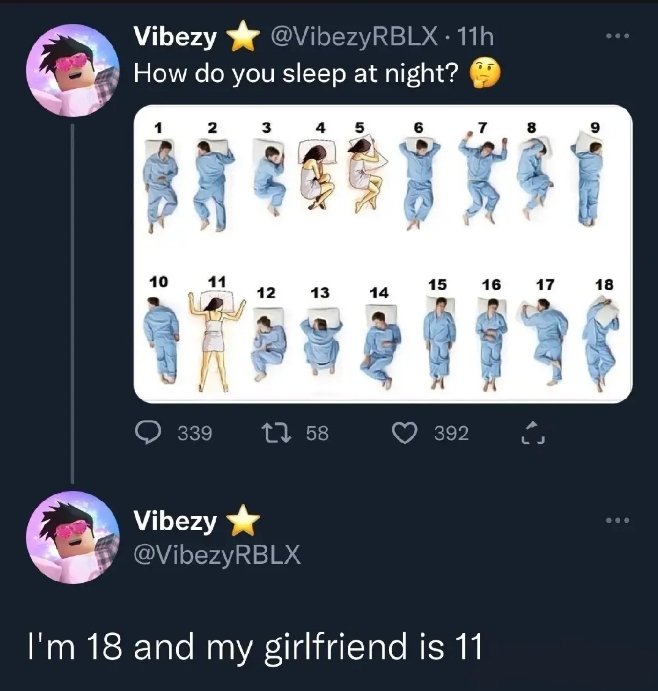 Vibezy ⭐ @VibezyRBLX · 11h
How do you sleep at night? 🤔
1 2 3 4 5 6 7 8 9
10 11 12 13 14 15 16 17 18
339 58 392
Vibezy ⭐
@VibezyRBLX
I'm 18 and my girlfriend is 11